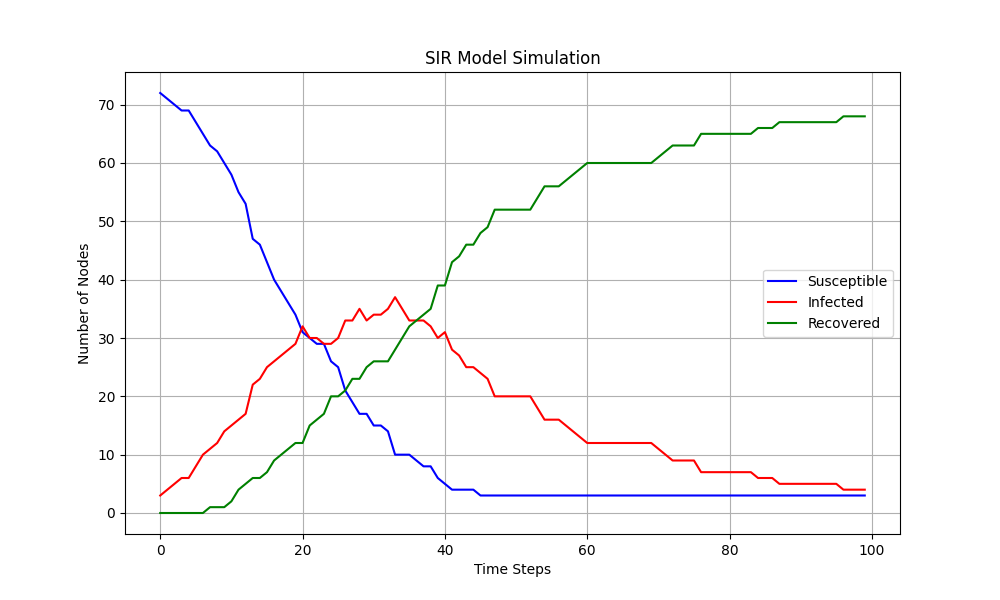 SIR Model Simulation
Number of Nodes
70
60
50
40
30
20
10
0
Susceptible
Infected
Recovered
0 20 40 60 80 100
Time Steps